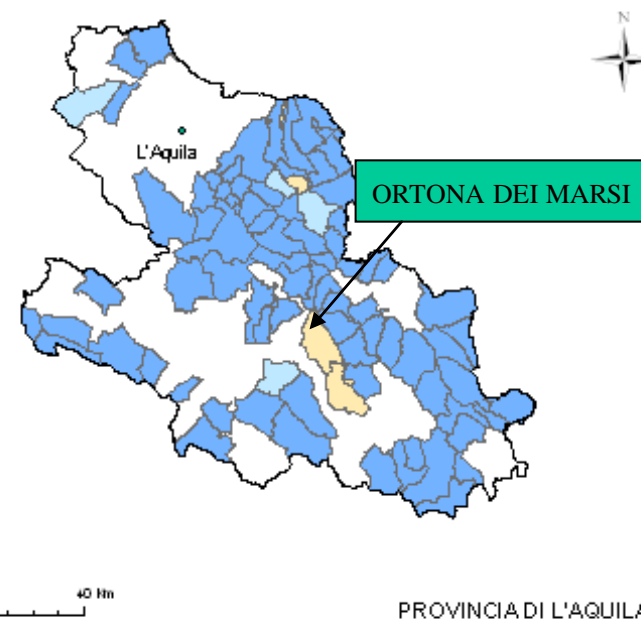 N
L'Aquila
ORTONA DEI MARSI
40 Km
PROVINCIA DI L'AQUILA